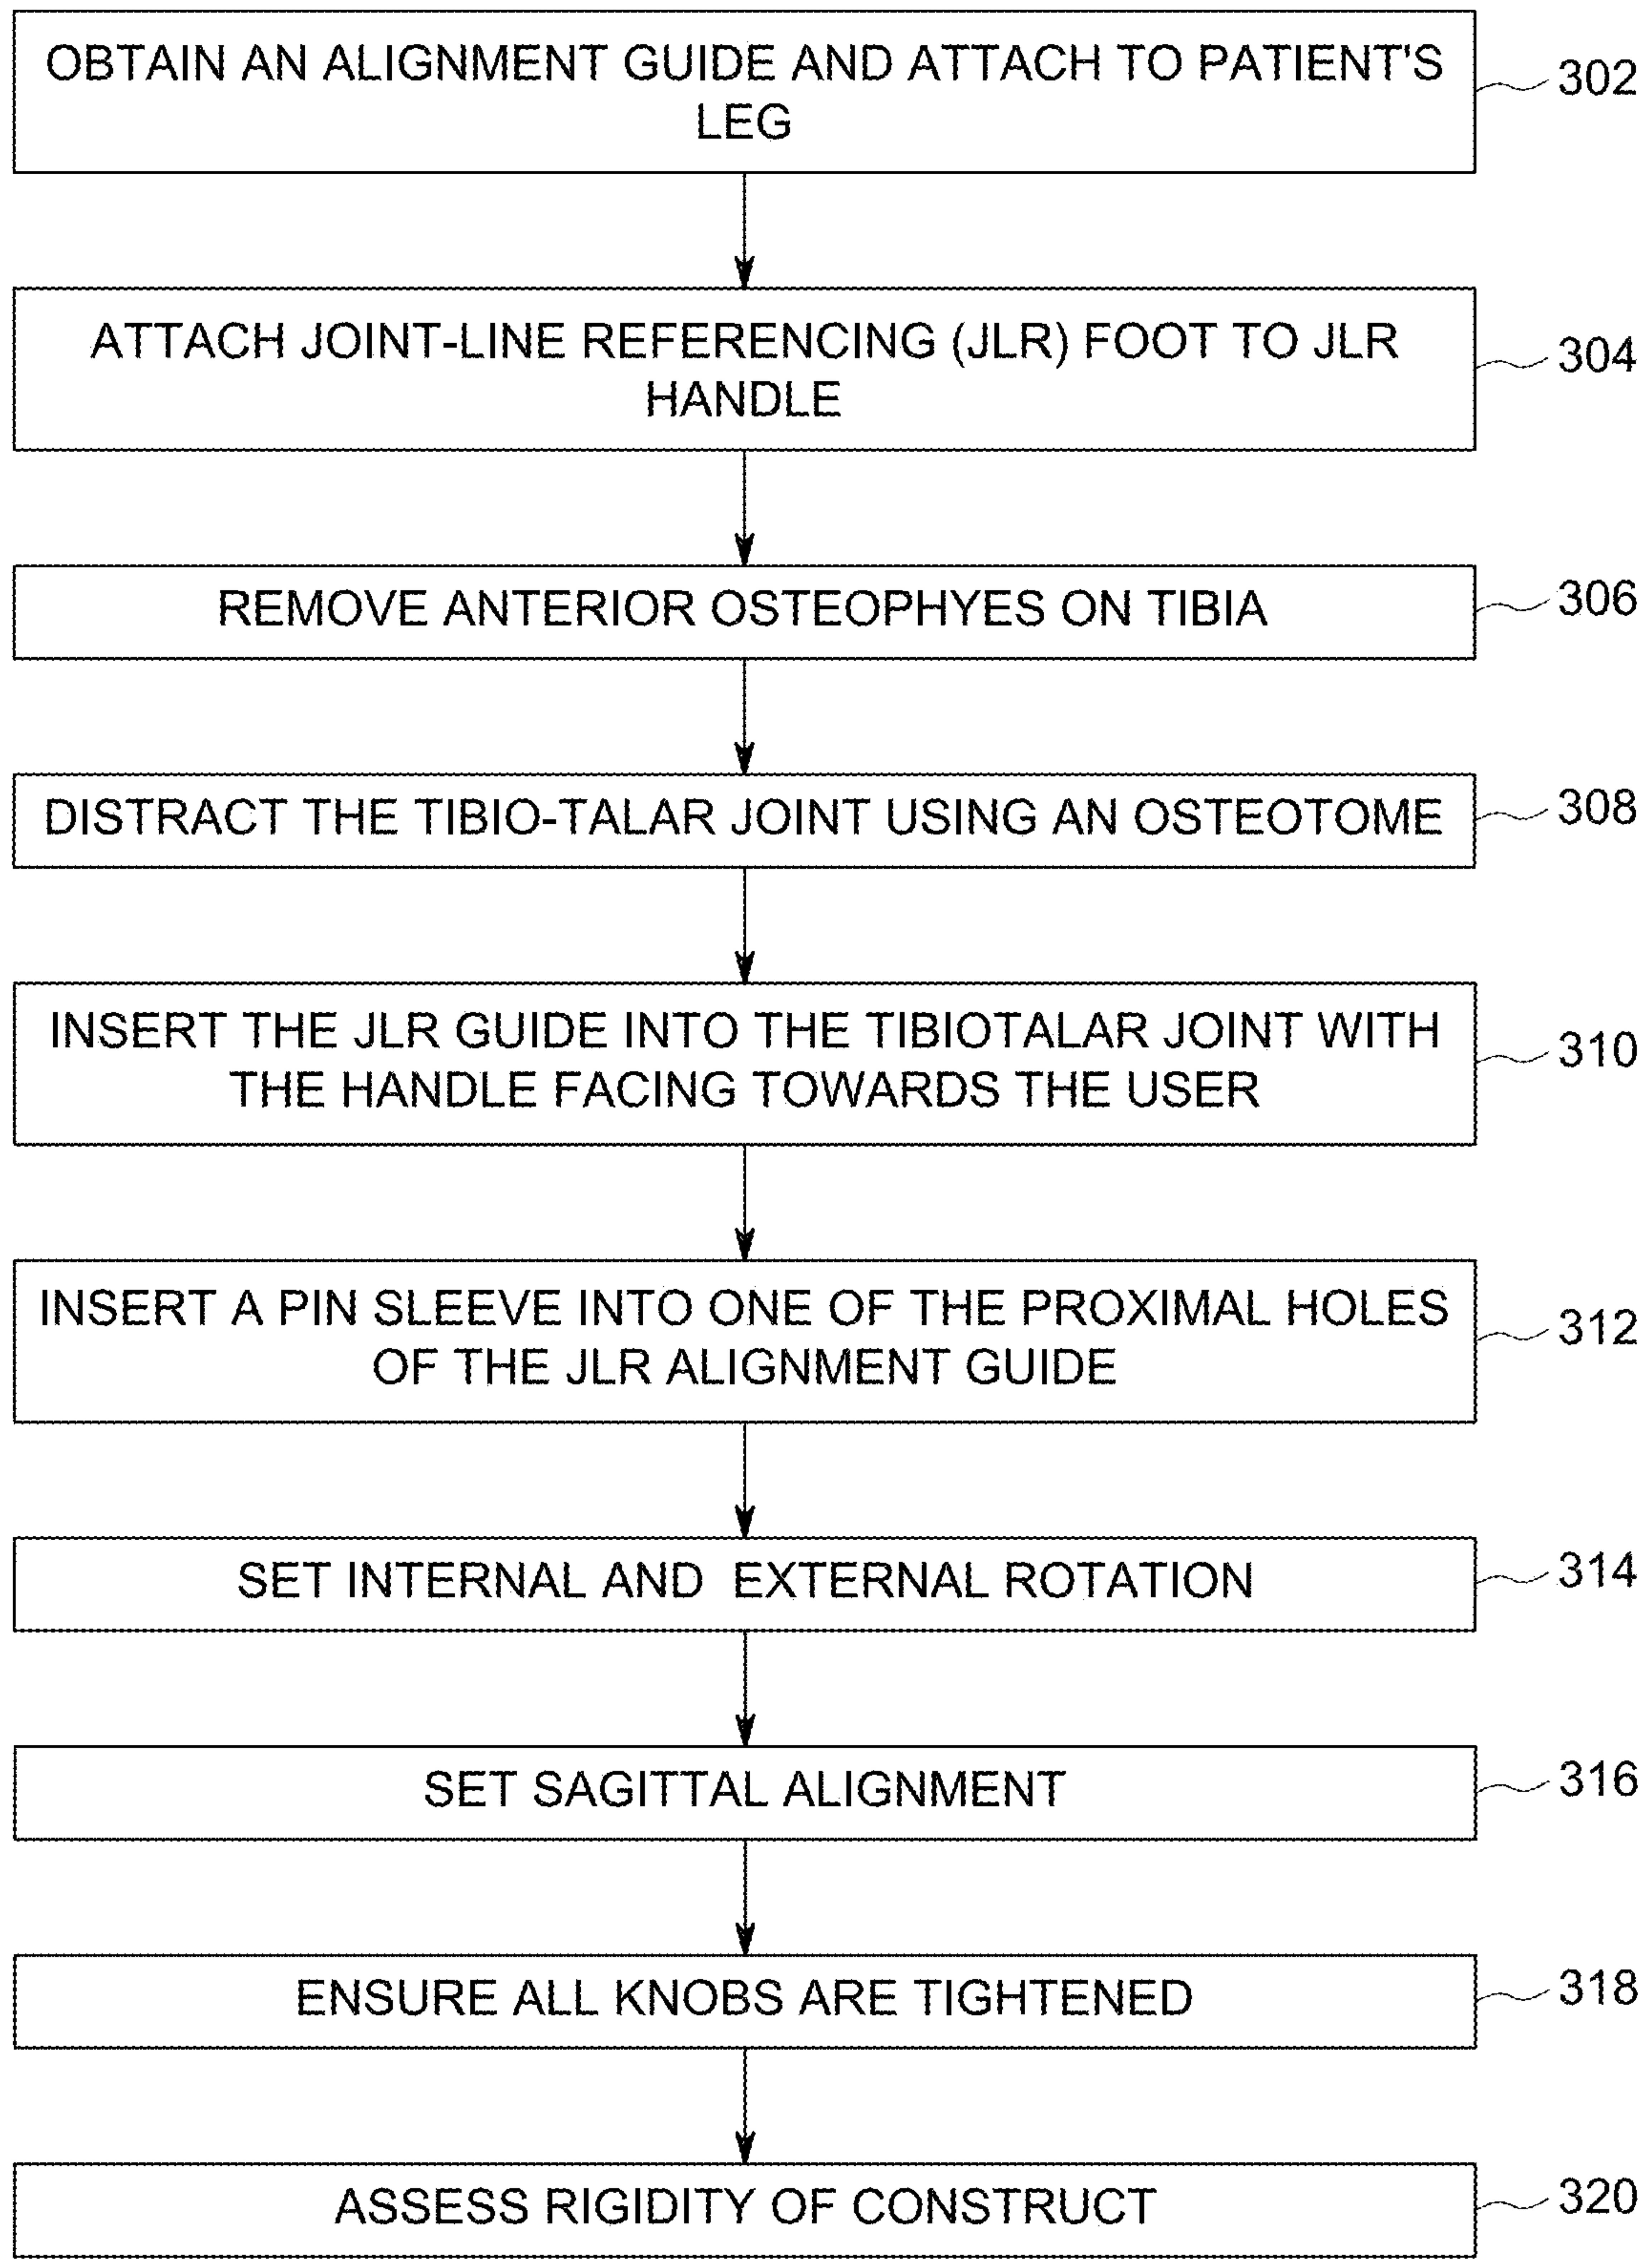 OBTAIN AN ALIGNMENT GUIDE AND ATTACH TO PATIENT'S
LEG
302
ATTACH JOINT-LINE REFERENCING (JLR) FOOT TO JLR
HANDLE
304
REMOVE ANTERIOR OSTEOPHYES ON TIBIA
306
DISTRACT THE TIBIO-TALAR JOINT USING AN OSTEOTOME
308
INSERT THE JLR GUIDE INTO THE TIBIOTALAR JOINT WITH
THE HANDLE FACING TOWARDS THE USER
310
INSERT A PIN SLEEVE INTO ONE OF THE PROXIMAL HOLES
OF THE JLR ALIGNMENT GUIDE
312
SET INTERNAL AND EXTERNAL ROTATION
314
SET SAGITTAL ALIGNMENT
316
ENSURE ALL KNOBS ARE TIGHTENED
318
ASSESS RIGIDITY OF CONSTRUCT
320